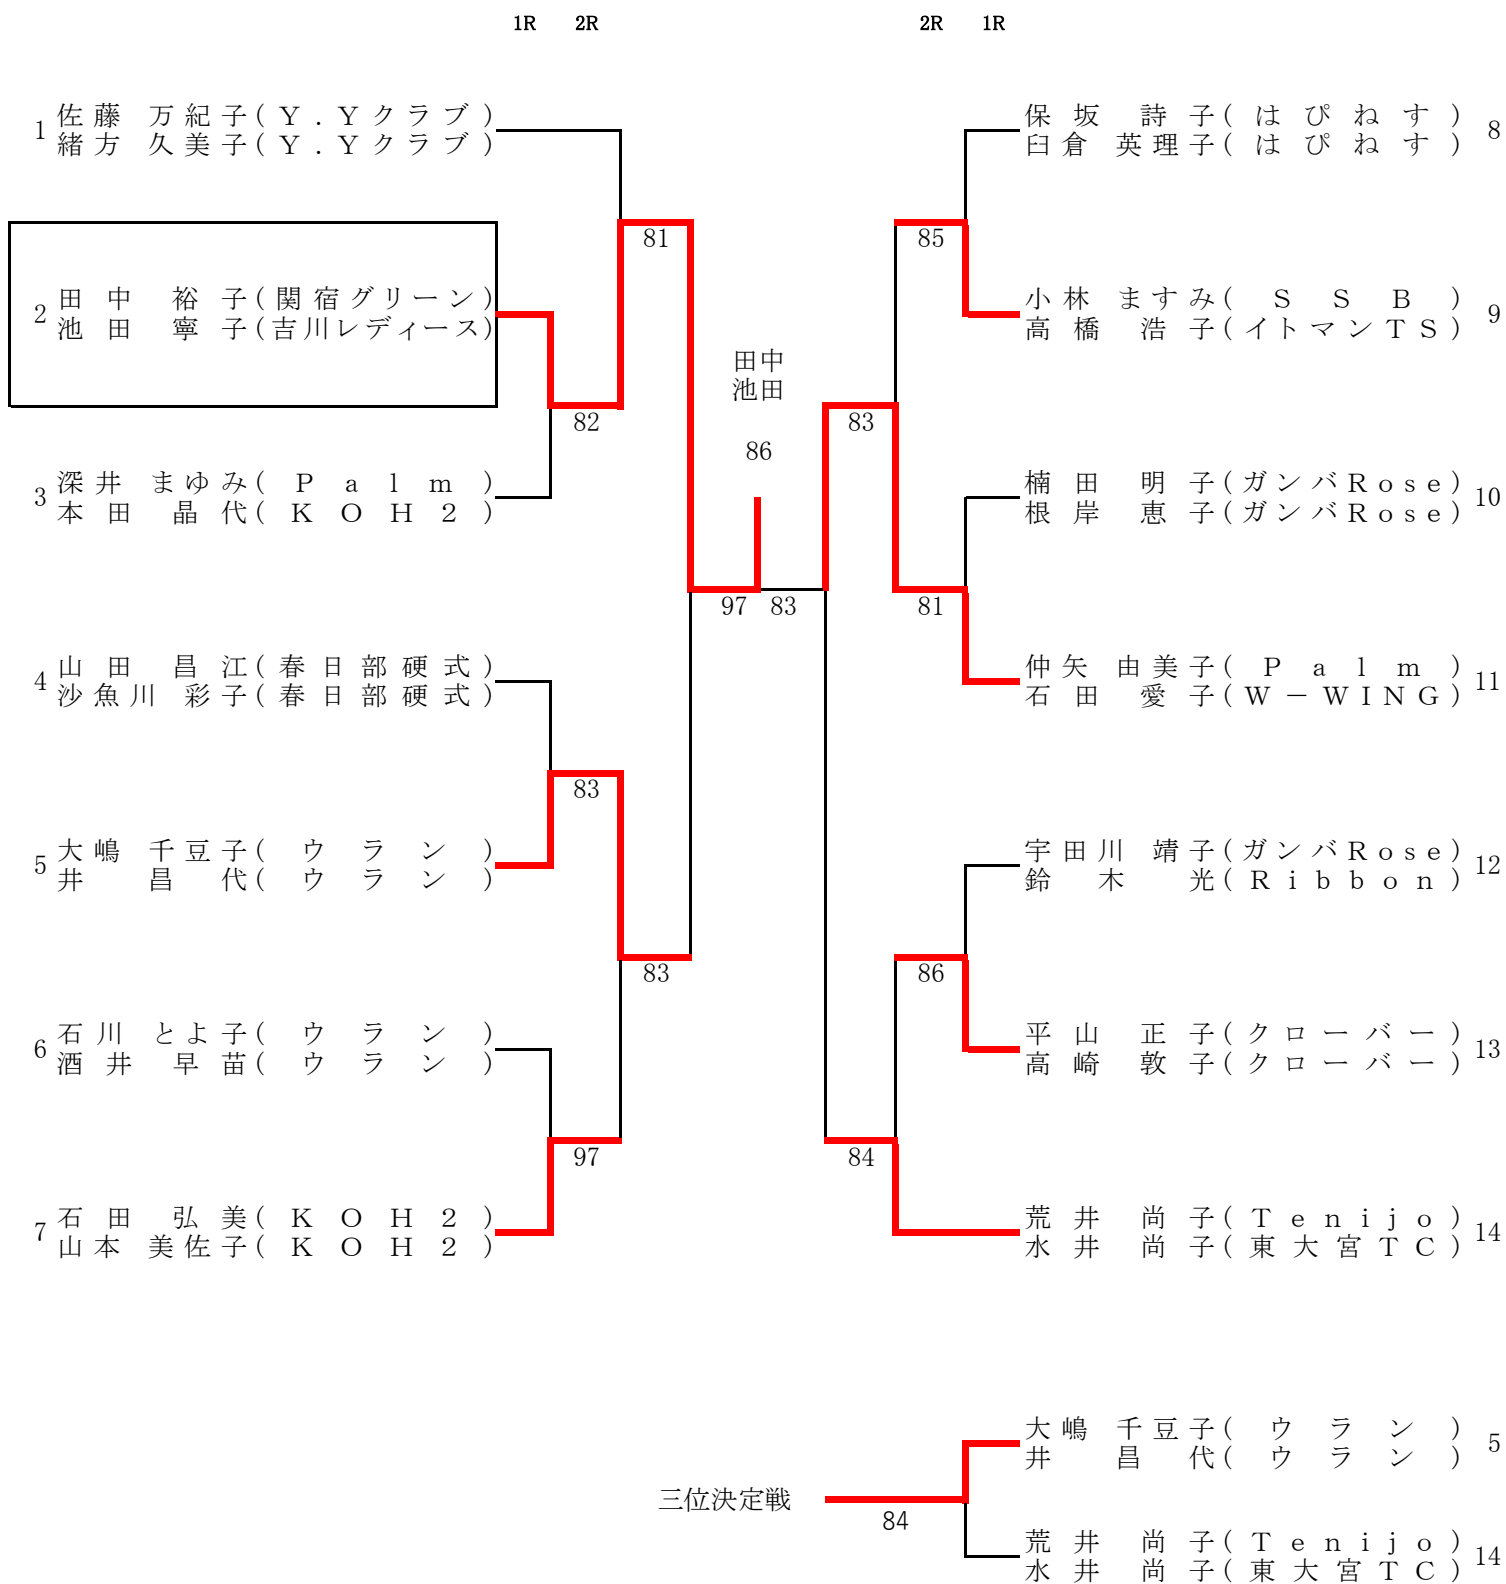 1R 2R 2R 1R
1 佐藤 万紀子(Y.Yクラブ)
緒方 久美子(Y.Yクラブ)
2 田中 裕子(関宿グリーン)
池田 寧子(吉川レディース)
3 深井 まゆみ(Palm)
本田 晶代(KOH2)
4 山田 昌江(春日部硬式)
沙魚川 彩子(春日部硬式)
5 大嶋 千豆子(ウラン)
井 昌代(ウラン)
6 石川 とよ子(ウラン)
酒井 早苗(ウラン)
7 石田 弘美(KOH2)
山本 美佐子(KOH2)
82
83
97
81
83
田中
池田
86
97 83
83
84
85
81
86
保坂 詩子(はぴねす) 8
臼倉 英理子(はぴねす)
小林 ますみ(SSB) 9
高橋 浩子(イトマンTS)
楠田 明子(ガンバRose) 10
根岸 恵子(ガンバRose)
仲矢 由美子(Palm) 11
石田 愛子(W-WING)
宇田川 靖子(ガンバRose) 12
鈴木 光(Ribbon)
平山 正子(クローバー) 13
高崎 敦子(クローバー)
荒井 尚子(Tenijo) 14
水井 尚子(東大宮TC)
三位決定戦
84
大嶋 千豆子(ウラン) 5
井 昌代(ウラン)
荒井 尚子(Tenijo) 14
水井 尚子(東大宮TC)